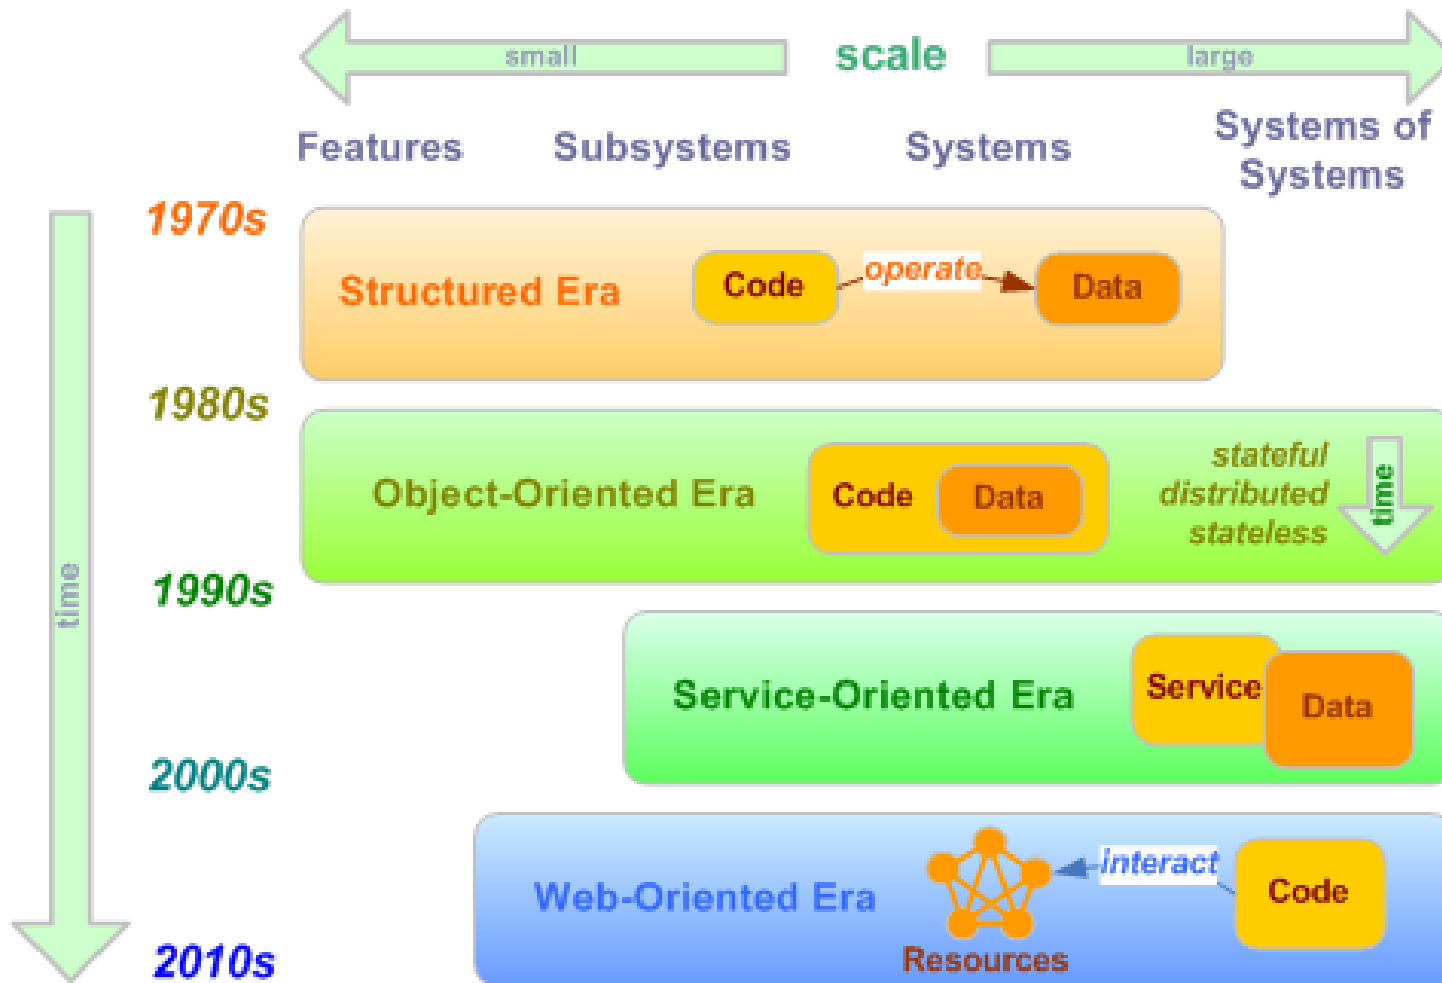 small scale large
Features Subsystems Systems Systems of
Systems
1970s
Structured Era Code operate Data
1980s
Object-Oriented Era Code Data
stateful
distributed
stateless
time
1990s
time
Service-Oriented Era Service Data
2000s
Web-Oriented Era interact Code
Resources
2010s